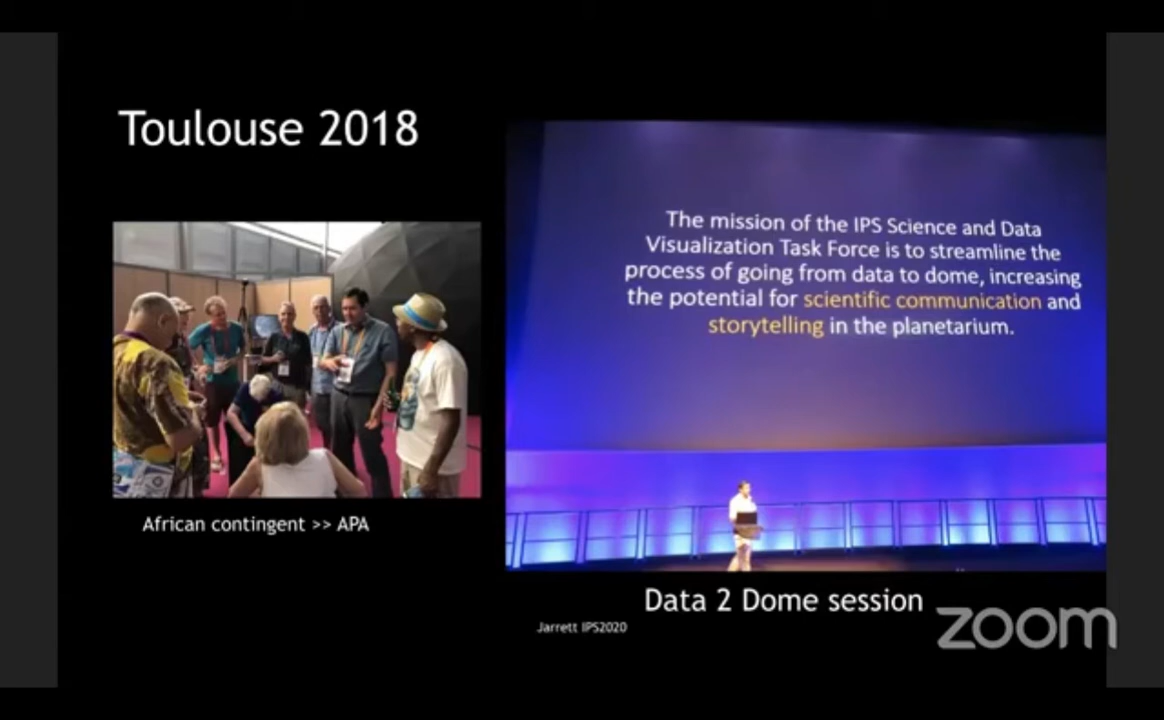 Toulouse 2018
The mission of the IPS Science and Data
Visualization Task Force is to streamline the
process of going from data to dome, increasing
the potential for scientific communication and
storytelling in the planetarium.
African contingent >> APA
Data 2 Dome session
Jarrett IPS2020
zoom